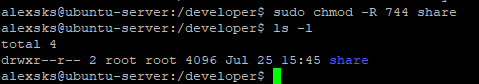 alexsks@ubuntu-server:/developer$ sudo chmod -R 744 share
alexsks@ubuntu-server:/developer$ ls -l
total 4
drwxr--r-- 2 root root 4096 Jul 25 15:45 share
alexsks@ubuntu-server:/developer$